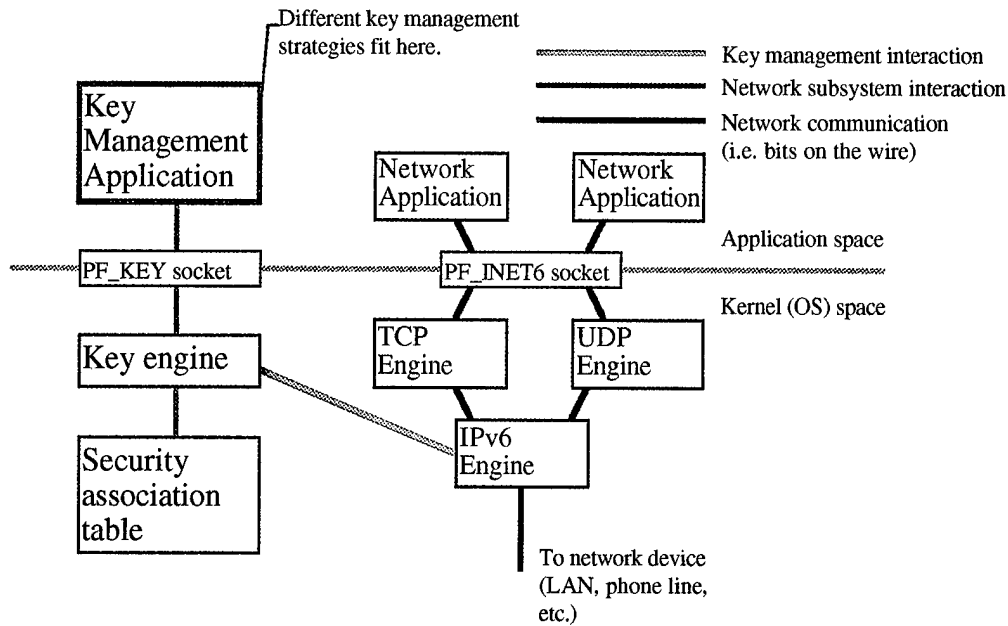 Different key management
strategies fit here.
Key management interaction
Network subsystem interaction
Network communication
(i.e. bits on the wire)
Key
Management
Application
Network
Application
Network
Application
Application space
PF_KEY socket
PF_INET6 socket
Kernel (OS) space
Key engine
TCP
Engine
UDP
Engine
IPv6
Engine
Security
association
table
To network device
(LAN, phone line,
etc.)